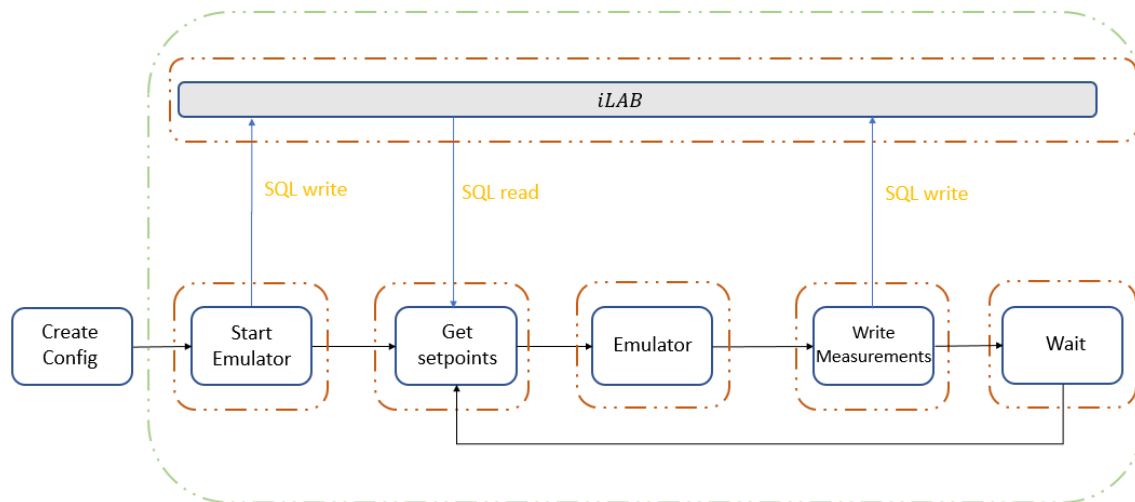 iLAB
SQL write
SQL read
SQL write
Create
Config
Start
Emulator
Get
setpoints
Emulator
Write
Measurements
Wait